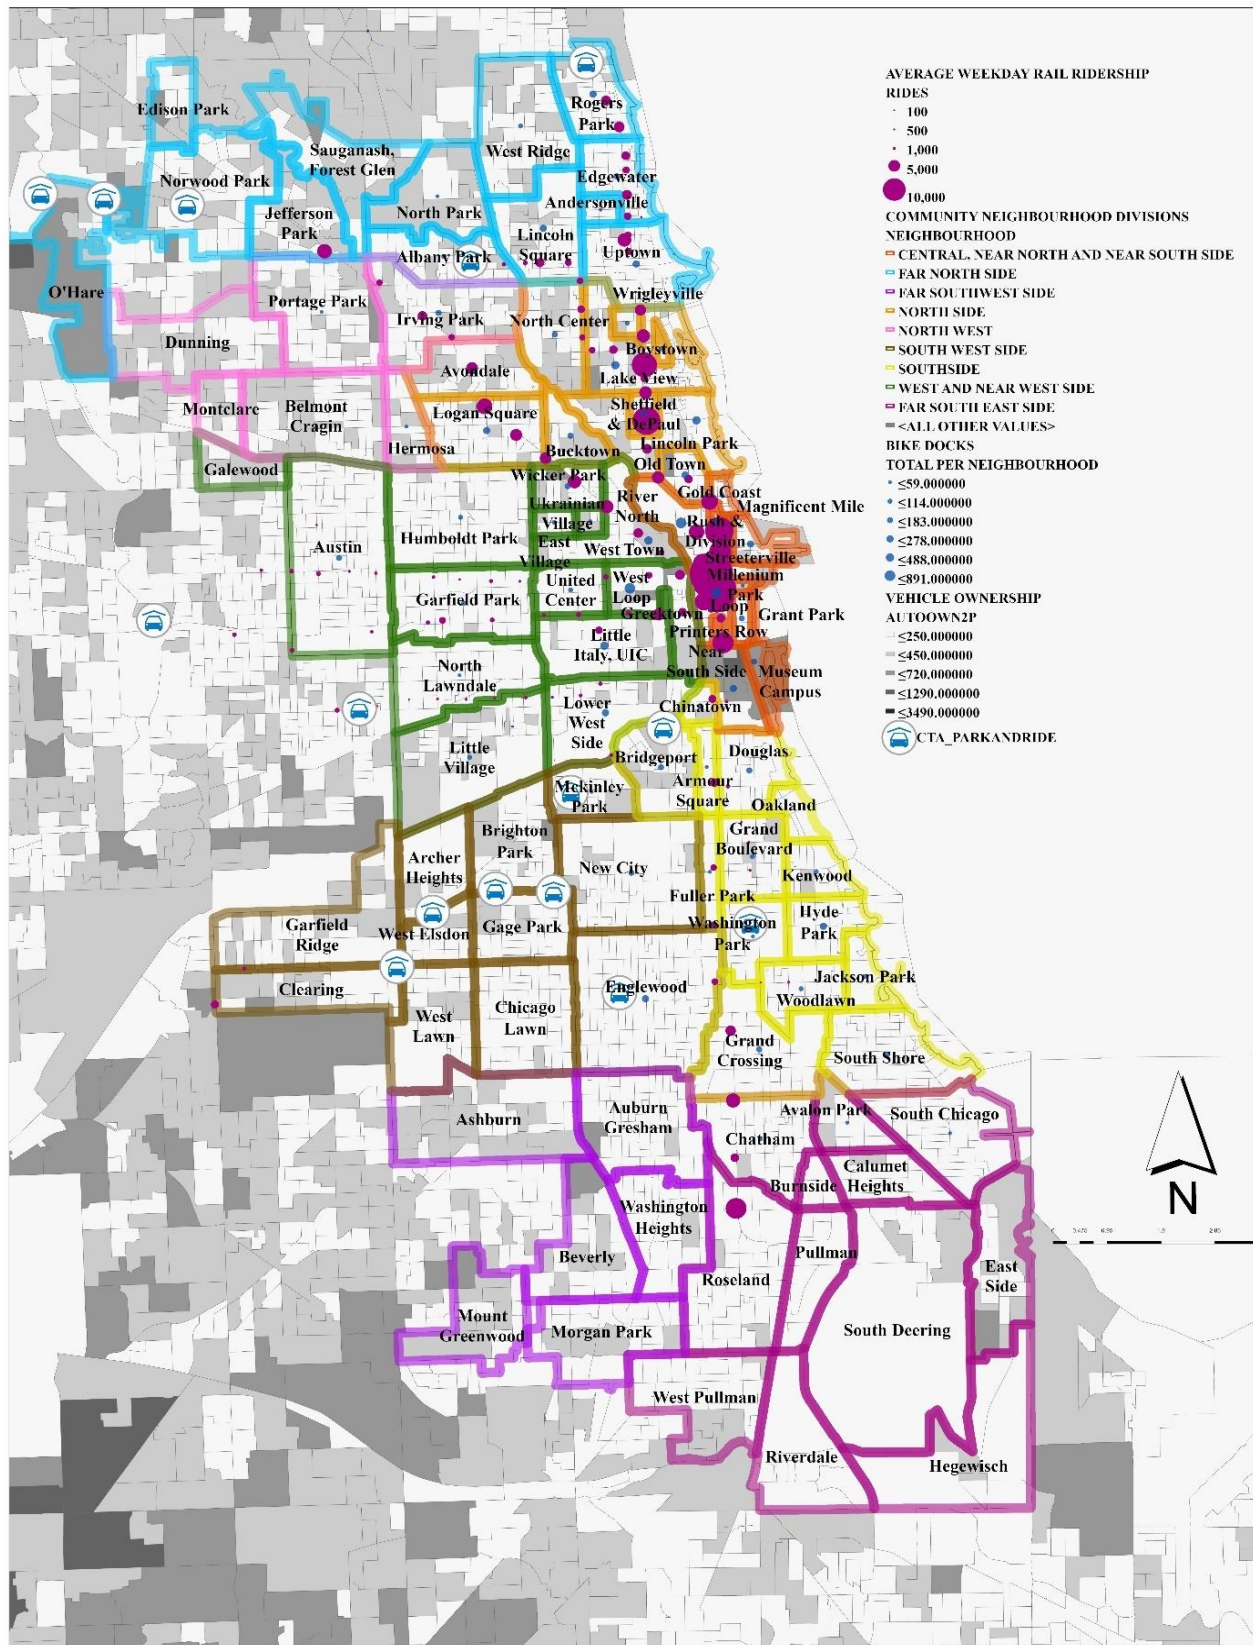 AVERAGE WEEKDAY RAIL RIDERSHIP
RIDES
100
500
1,000
5,000
10,000
COMMUNITY NEIGHBOURHOOD DIVISIONS
NEIGHBOURHOOD
CENTRAL, NEAR NORTH AND NEAR SOUTH SIDE
FAR NORTH SIDE
FAR SOUTHWEST SIDE
NORTH SIDE
NORTH WEST
SOUTH WEST SIDE
SOUTHSIDE
WEST AND NEAR WEST SIDE
FAR SOUTH EAST SIDE
<ALL OTHER VALUES>
BIKE DOCKS
TOTAL PER NEIGHBOURHOOD
≤59.000000
≤114.000000
≤183.000000
≤278.000000
≤488.000000
≤891.000000
VEHICLE OWNERSHIP
AUTOOWN2P
≤250.000000
≤450.000000
≤720.000000
≤1290.000000
≤3490.000000
CTA_PARKANDRIDE
Edison Park
Rogers
Park
Sauganash,
Forest Glen
West Ridge
Norwood Park
Edgewater
Andersonville
Jefferson
Park
North Park
Lincoln
Square
Uptown
Albany Park
O'Hare
Portage Park
Wrigleyville
Irving Park
North Center
Dunning
Boystown
Avondale
Lake View
Montclare
Belmont
Cragin
Logan Square
Sheffield
& DePaul
Hermosa
Lincoln Park
Bucktown
Old Town
Galewood
Wicker Park
Gold Coast
River
North
Magnificent Mile
Ukrainian
Village
Rush &
Division
Humboldt Park
Austin
East
Village
West Town
Streeterville
United
Center
West
Loop
Millenium
Park
Garfield Park
Loop
Greektown
Grant Park
Little
Italy, UIC
Printers Row
Near
South Side
North
Lawndale
Museum
Campus
Lower
West
Side
Chinatown
Little
Village
Bridgeport
Douglas
Mckinley
Park
Armour
Square
Oakland
Brighton
Park
Grand
Boulevard
Archer
Heights
New City
Kenwood
Fuller Park
Garfield
Ridge
West Elsdon
Gage Park
Washington
Park
Hyde
Park
Clearing
Englewood
Jackson Park
Woodlawn
West
Lawn
Chicago
Lawn
Grand
Crossing
South Shore
Ashburn
Auburn
Gresham
Avalon Park
South Chicago
Chatham
Calumet
Heights
Burnside
Washington
Heights
N
Beverly
Pullman
Roseland
East
Side
Mount
Greenwood
Morgan Park
South Deering
West Pullman
Riverdale
Hegewisch